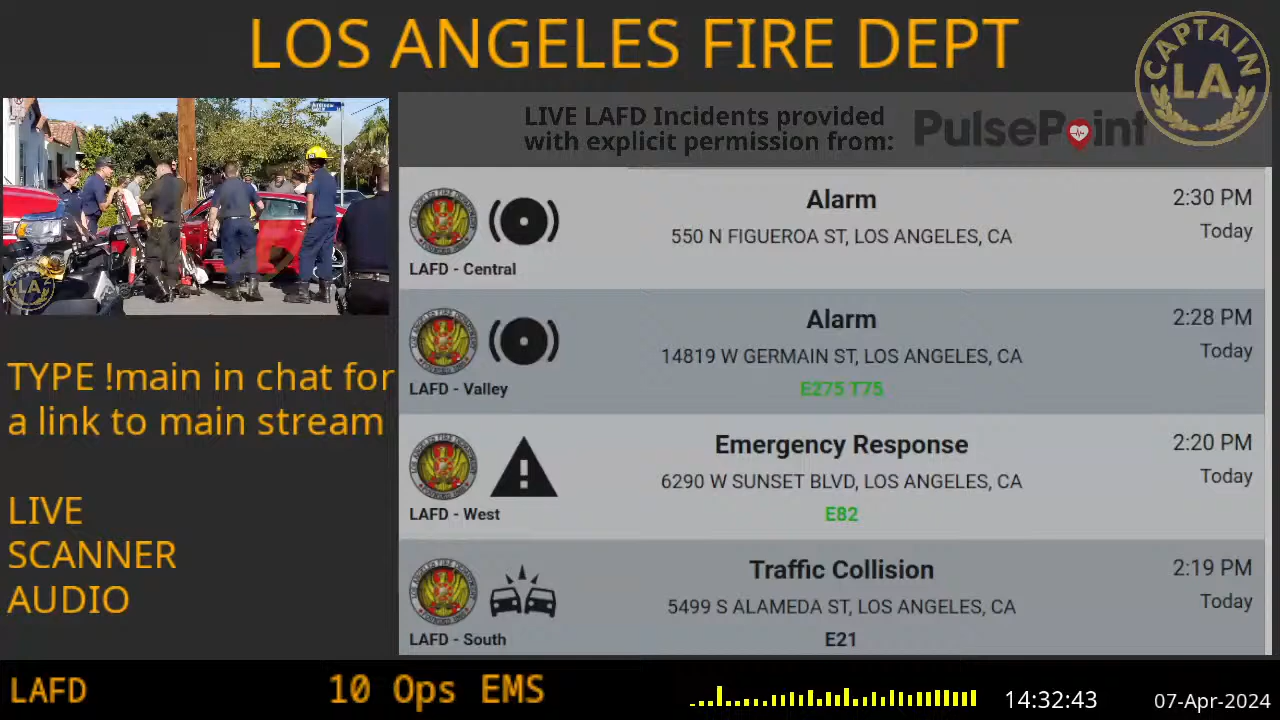 LOS ANGELES FIRE DEPT
CAPTAIN
LA
LIVE LAFD Incidents provided
with explicit permission from:
PulsePoint
Alarm
2:30 PM
550 N FIGUEROA ST, LOS ANGELES, CA
Today
LAFD - Central
Alarm
2:28 PM
14819 W GERMAIN ST, LOS ANGELES, CA
Today
LAFD - Valley
E275 T75
Emergency Response
2:20 PM
6290 W SUNSET BLVD, LOS ANGELES, CA
Today
LAFD - West
E82
Traffic Collision
2:19 PM
5499 S ALAMEDA ST, LOS ANGELES, CA
Today
LAFD - South
E21
LA
TYPE !main in chat for
a link to main stream
LIVE
SCANNER
AUDIO
LAFD
10 Ops EMS
14:32:43
07-Apr-2024